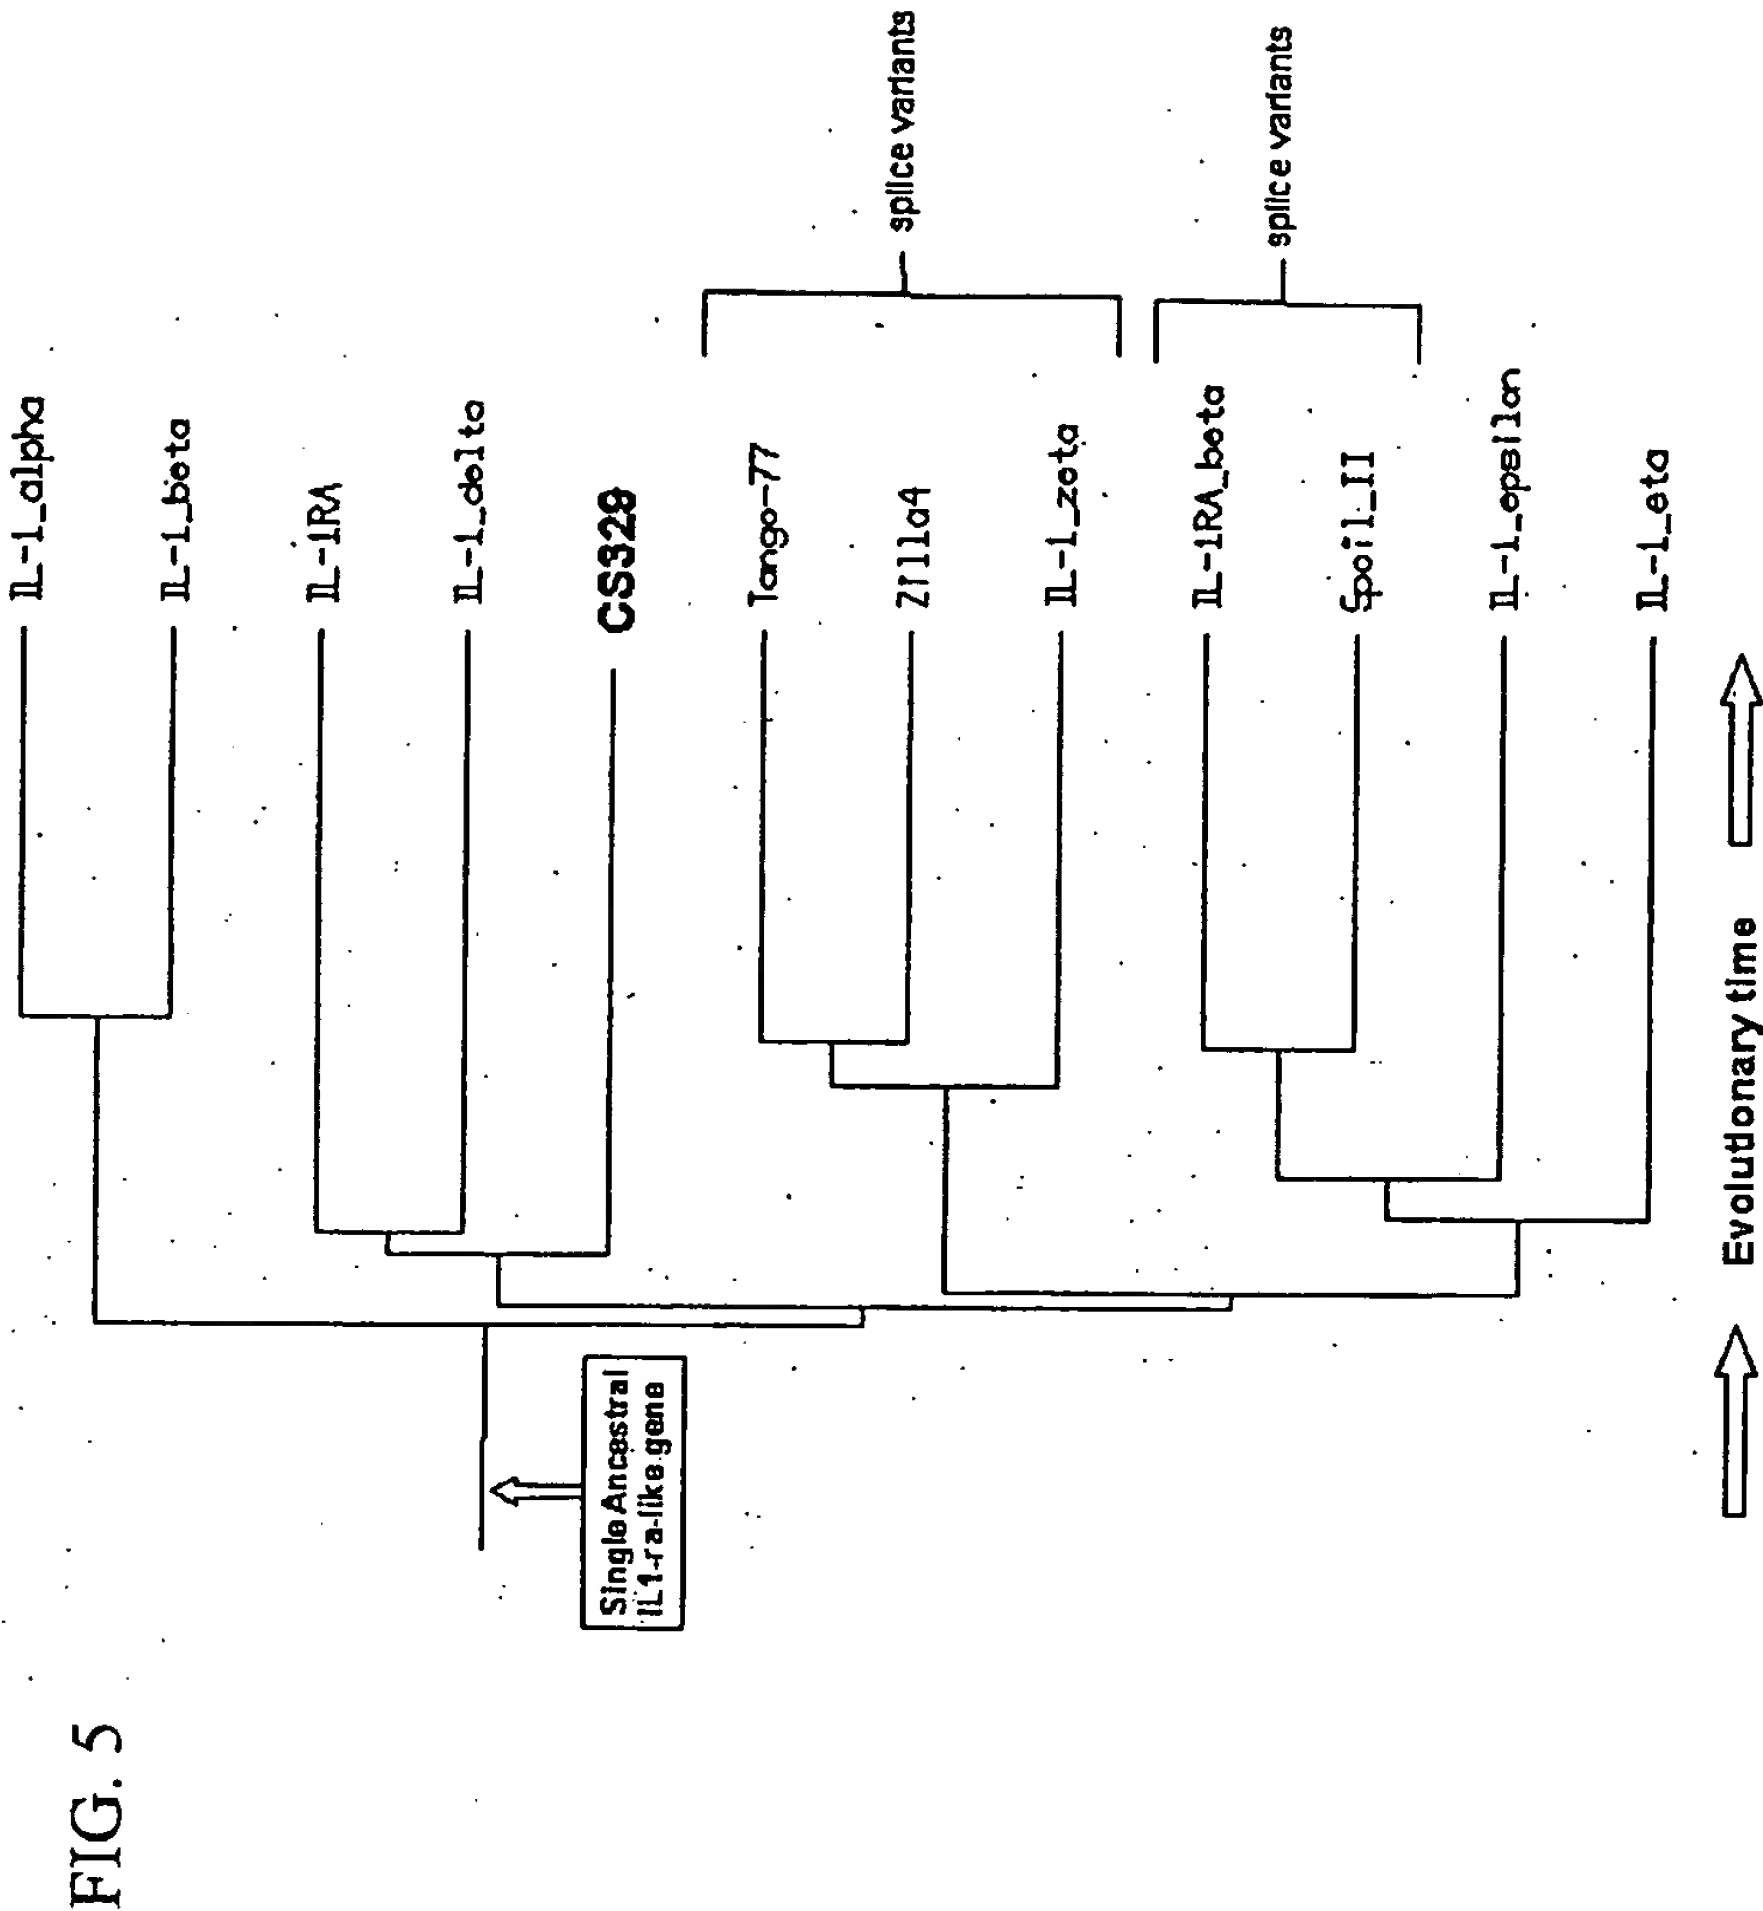 FIG. 5
IL-1_alpha
IL-1_beta
IL-1RA
IL-1_delta
CS329
Tango-77
Zilla4
IL-1_zeta
IL-1RA_beta
Spoil_II
IL-1_epsilon
IL-1_eta
splice variants
splice variants
Single Ancestral
IL1-ra-like gene
Evolutionary time